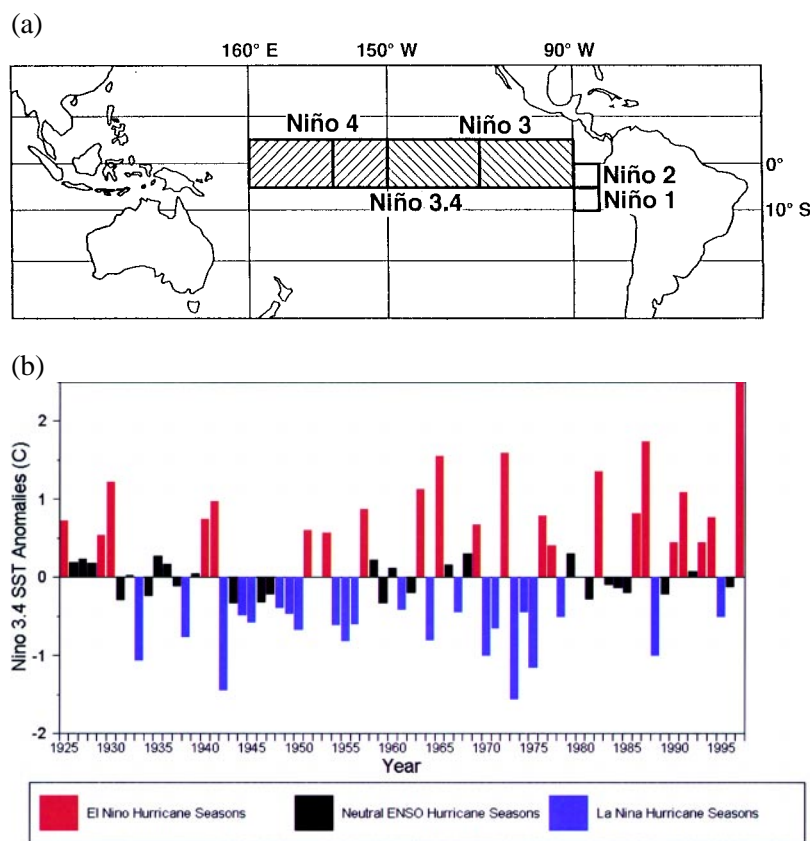 (a)
160° E 150° W 90° W
Niño 4 Niño 3
0°
Niño 2
Niño 3.4 Niño 1
10° S
(b)
Nino 3.4 SST Anomalies (C)
2
1
0
-1
-2
1925 1930 1935 1940 1945 1950 1955 1960 1965 1970 1975 1980 1985 1990 1995
Year
El Nino Hurricane Seasons Neutral ENSO Hurricane Seasons La Nina Hurricane Seasons